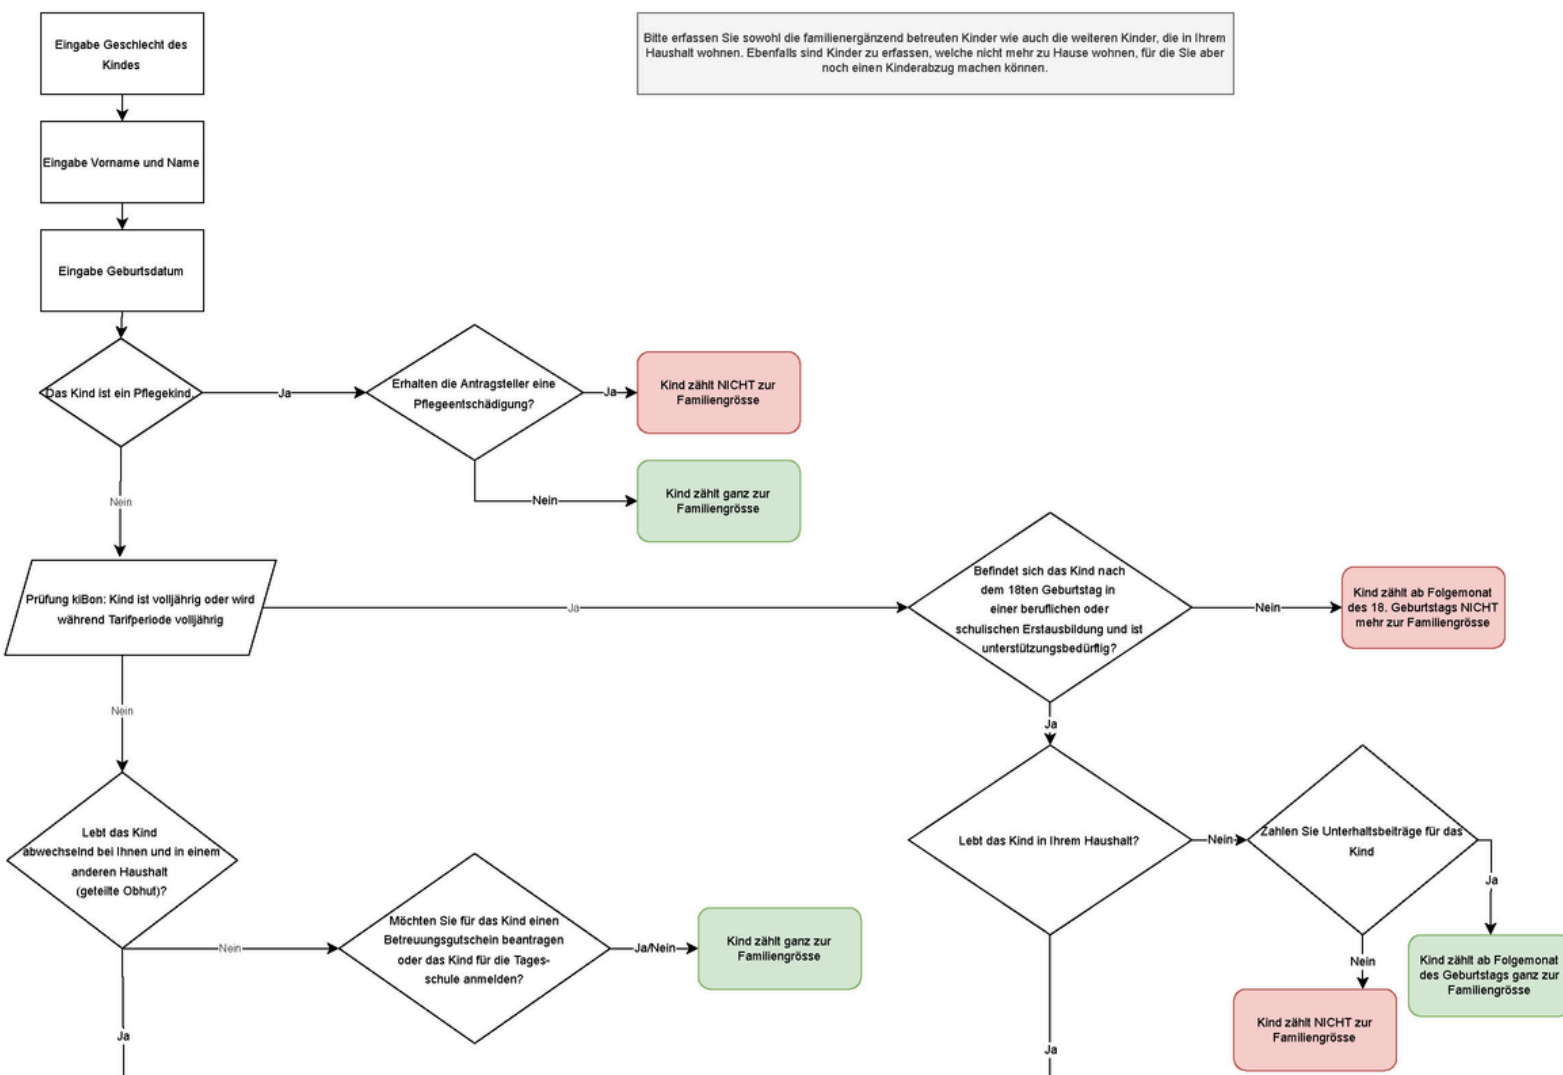 Eingabe Geschlecht des
Kindes
Bitte erfassen Sie sowohl die familienergänzend betreuten Kinder wie auch die weiteren Kinder, die in Ihrem
Haushalt wohnen. Ebenfalls sind Kinder zu erfassen, welche nicht mehr zu Hause wohnen, für die Sie aber
noch einen Kinderabzug machen können.
Eingabe Vorname und Name
Eingabe Geburtsdatum
Das Kind ist ein Pflegekind.
Ja
Erhalten die Antragsteller eine
Pflegeentschädigung?
Ja
Kind zählt NICHT zur
Familiengrösse
Nein
Nein
Kind zählt ganz zur
Familiengrösse
Prüfung kiBon: Kind ist volljährig oder wird
während Tarifperiode volljährig
Ja
Befindet sich das Kind nach
dem 18ten Geburtstag in
einer beruflichen oder
schulischen Erstausbildung und ist
unterstützungsbedürftig?
Nein
Kind zählt ab Folgemonat
des 18. Geburtstags NICHT
mehr zur Familiengrösse
Nein
Ja
Lebt das Kind
abwechselnd bei Ihnen und in einem
anderen Haushalt
(geteilte Obhut)?
Lebt das Kind in Ihrem Haushalt?
Nein
Zahlen Sie Unterhaltsbeiträge für das
Kind
Ja
Nein
Möchten Sie für das Kind einen
Betreuungsgutschein beantragen
oder das Kind für die Tages-
schule anmelden?
Ja/Nein
Kind zählt ganz zur
Familiengrösse
Nein
Kind zählt ab Folgemonat
des Geburtstags ganz zur
Familiengrösse
Kind zählt NICHT zur
Familiengrösse
Ja
Ja